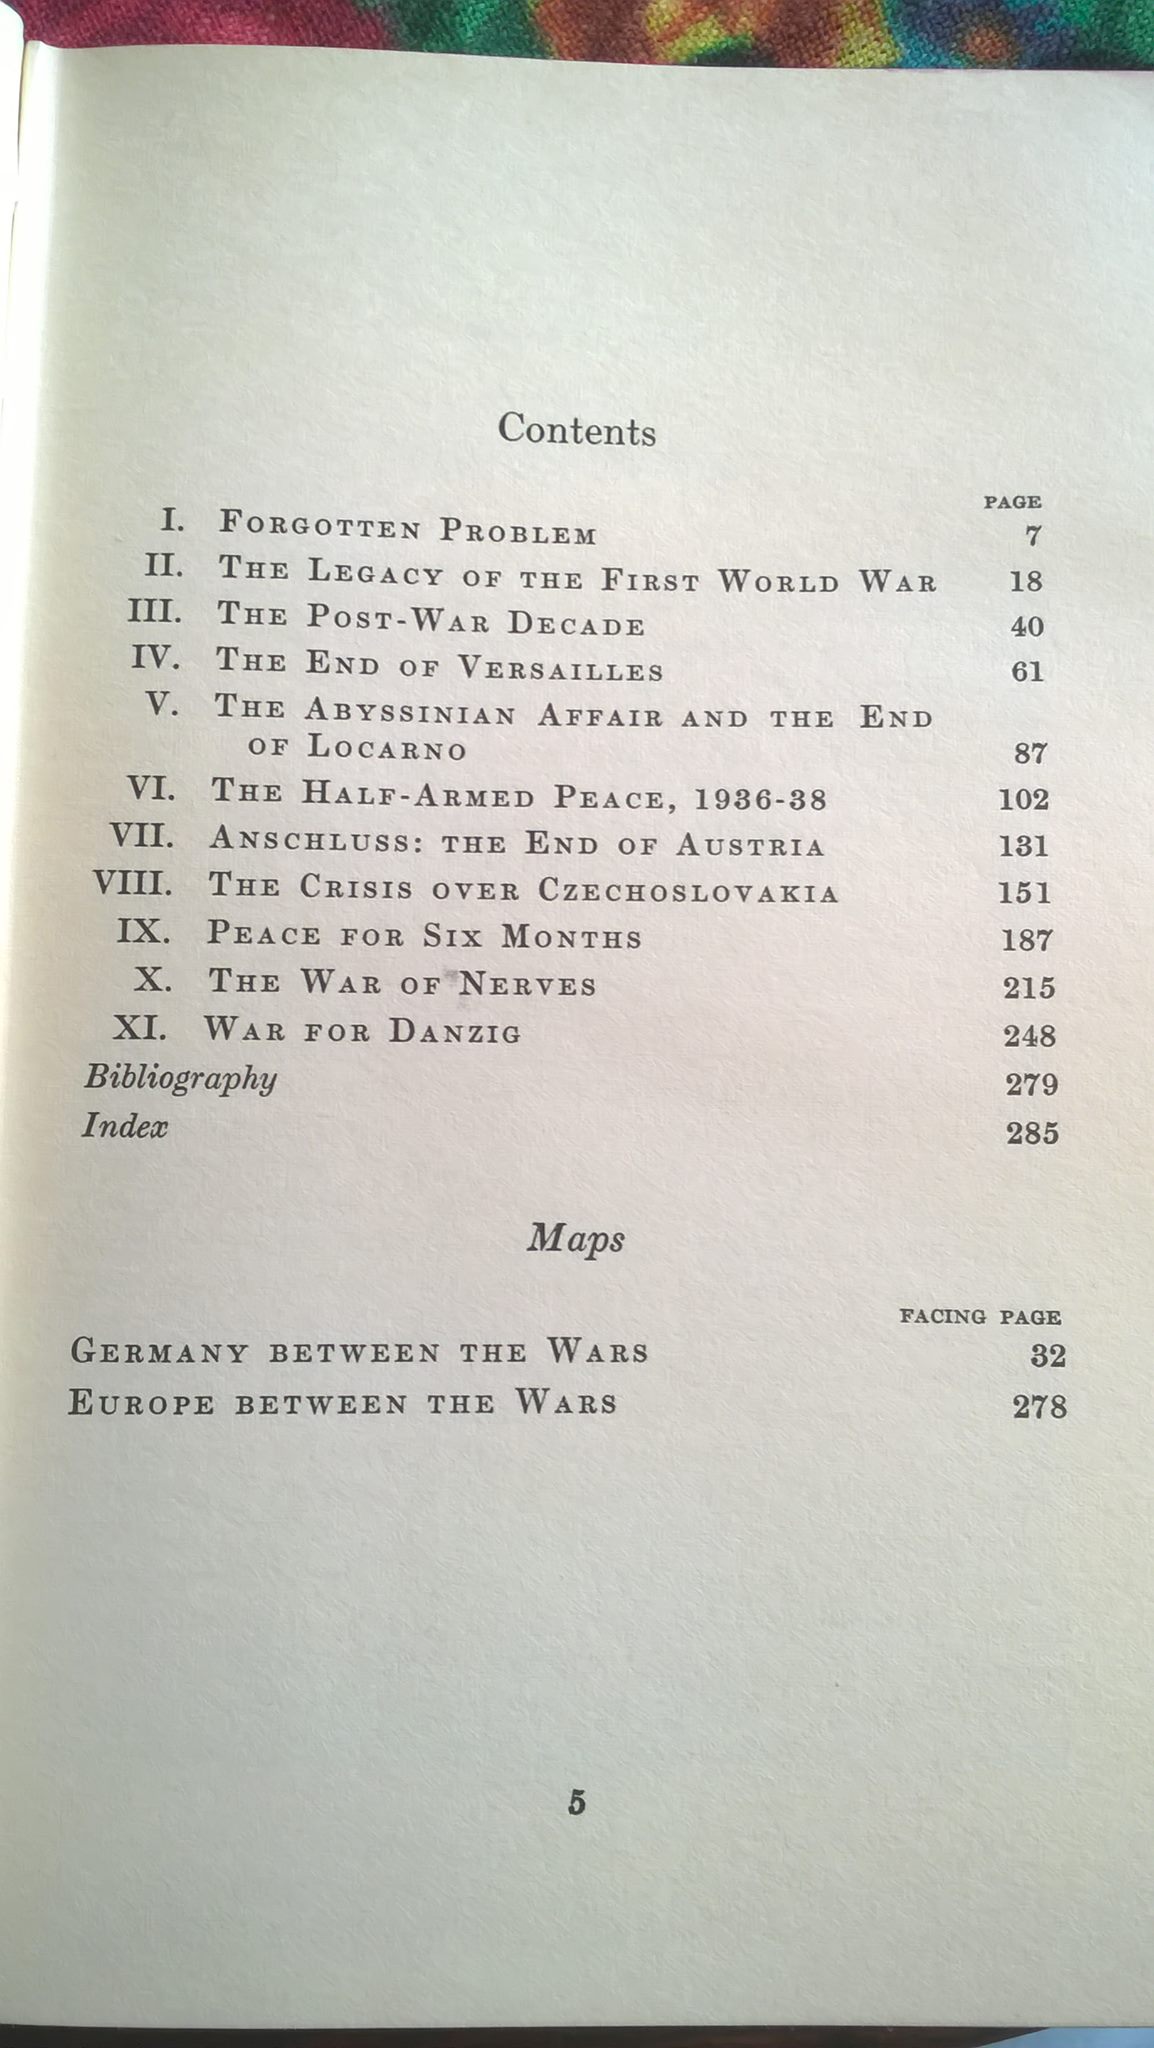 Contents
PAGE
I. FORGOTTEN PROBLEM 7
II. THE LEGACY OF THE FIRST WORLD WAR 18
III. THE POST-WAR DECADE 40
IV. THE END OF VERSAILLES 61
V. THE ABYSSINIAN AFFAIR AND THE END
OF LOCARNO 87
VI. THE HALF-ARMED PEACE, 1936-38 102
VII. ANSCHLUSS: THE END OF AUSTRIA 131
VIII. THE CRISIS OVER CZECHOSLOVAKIA 151
IX. PEACE FOR SIX MONTHS 187
X. THE WAR OF NERVES 215
XI. WAR FOR DANZIG 248
Bibliography 279
Index 285
Maps
FACING PAGE
GERMANY BETWEEN THE WARS 32
EUROPE BETWEEN THE WARS 278
5